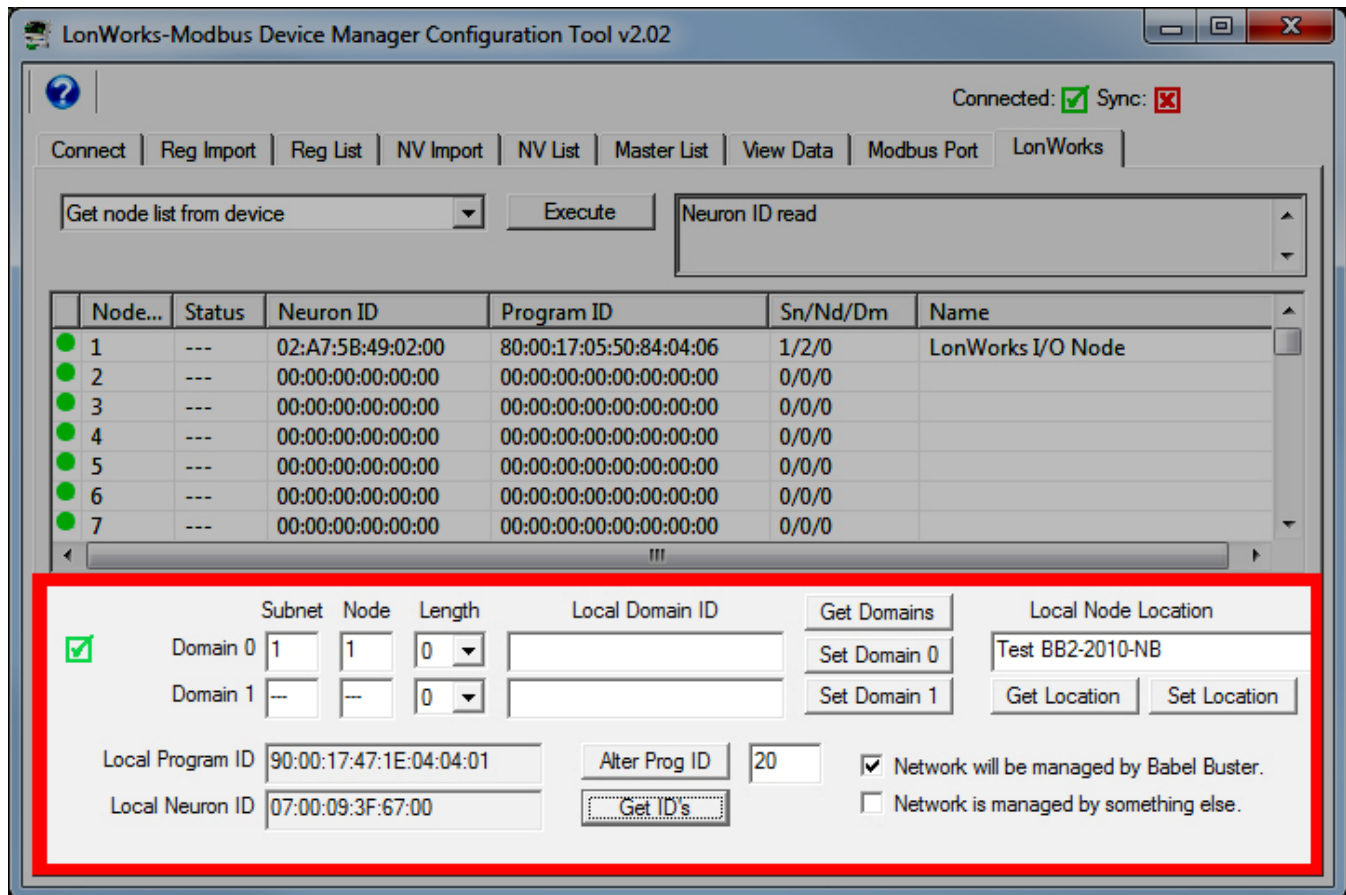 LonWorks-Modbus Device Manager Configuration Tool v2.02
Connected: Sync:
Connect Reg Import Reg List NV Import NV List Master List View Data Modbus Port LonWorks
Get node list from device Execute Neuron ID read
Node... Status Neuron ID Program ID Sn/Nd/Dm Name
1 --- 02:A7:5B:49:02:00 80:00:17:05:50:84:04:06 1/2/0 LonWorks I/O Node
2 --- 00:00:00:00:00:00 00:00:00:00:00:00:00:00 0/0/0
3 --- 00:00:00:00:00:00 00:00:00:00:00:00:00:00 0/0/0
4 --- 00:00:00:00:00:00 00:00:00:00:00:00:00:00 0/0/0
5 --- 00:00:00:00:00:00 00:00:00:00:00:00:00:00 0/0/0
6 --- 00:00:00:00:00:00 00:00:00:00:00:00:00:00 0/0/0
7 --- 00:00:00:00:00:00 00:00:00:00:00:00:00:00 0/0/0
Subnet Node Length Local Domain ID Get Domains Local Node Location
Domain 0 1 1 0 Set Domain 0 Test BB2-2010-NB
Domain 1 --- --- 0 Set Domain 1 Get Location Set Location
Local Program ID 90:00:17:47:1E:04:04:01 Alter Prog ID 20 Network will be managed by Babel Buster.
Local Neuron ID 07:00:09:3F:67:00 Get ID's Network is managed by something else.